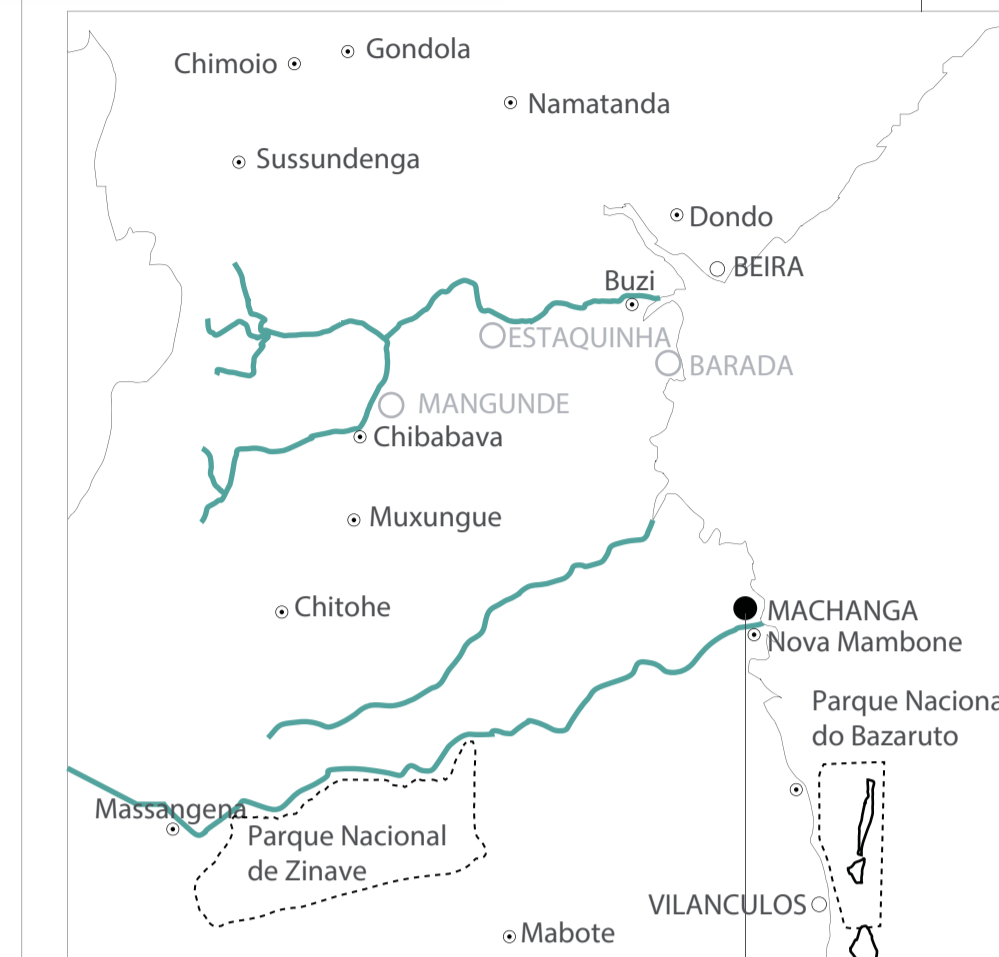 Gondola
Chimoio
Namatanda
Sussundenga
Dondo
BEIRA
Buzi
ESTAQUINHA
BARADA
MANGUNDE
Chibabava
Muxungue
Chitohe
MACHANGA
Nova Mambone
Parque Naciona
do Bazaruto
Massangena
Parque Nacional
de Zinave
VILANCULOS
Mabote